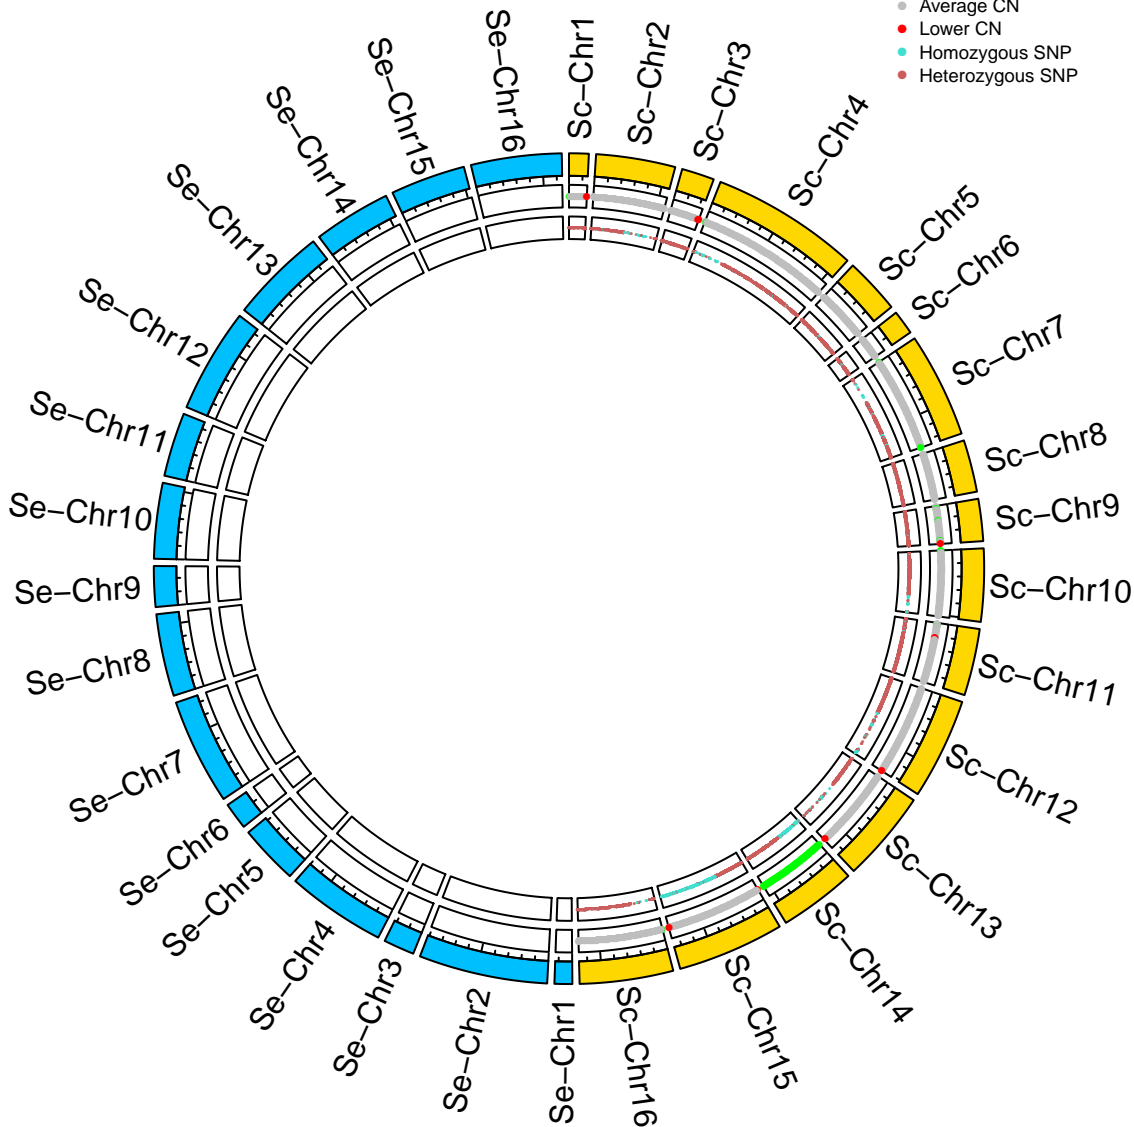 Average CN
Lower CN
Homozygous SNP
Heterozygous SNP
Sc–Chr1
Sc–Chr2
Sc–Chr3
Sc–Chr4
Sc–Chr5
Sc–Chr6
Sc–Chr7
Sc–Chr8
Sc–Chr9
Sc–Chr10
Sc–Chr11
Sc–Chr12
Sc–Chr13
Sc–Chr14
Sc–Chr15
Sc–Chr16
Se–Chr1
Se–Chr2
Se–Chr3
Se–Chr4
Se–Chr5
Se–Chr6
Se–Chr7
Se–Chr8
Se–Chr9
Se–Chr10
Se–Chr11
Se–Chr12
Se–Chr13
Se–Chr14
Se–Chr15
Se–Chr16